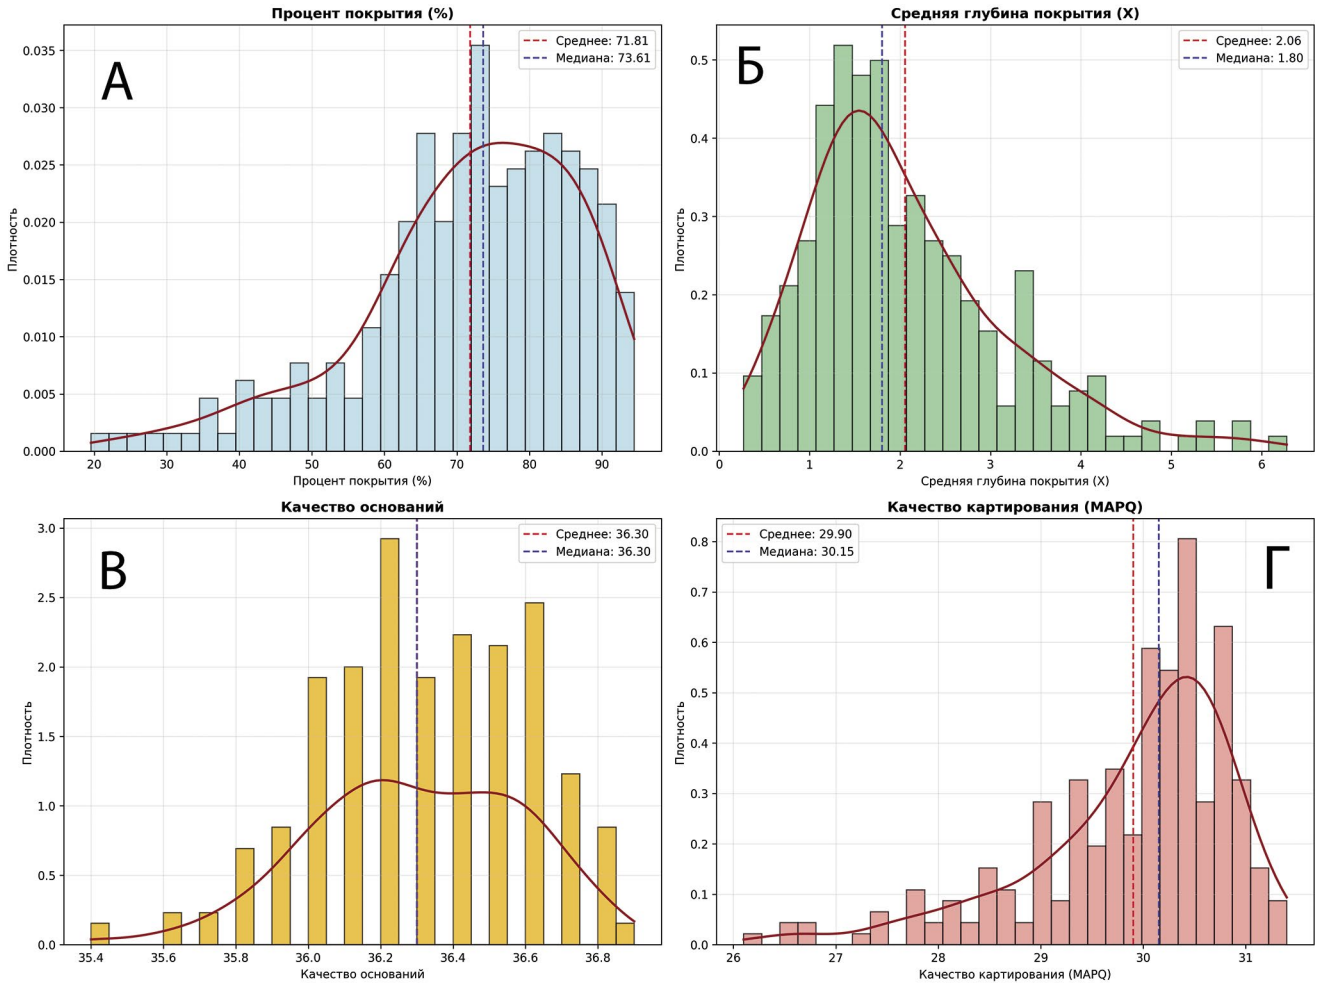 Процент покрытия (%)
А
Среднее: 71.81
Медиана: 73.61
Плотность
0.035
0.030
0.025
0.020
0.015
0.010
0.005
0.000
20 30 40 50 60 70 80 90
Процент покрытия (%)
Средняя глубина покрытия (X)
Б
Среднее: 2.06
Медиана: 1.80
Плотность
0.5
0.4
0.3
0.2
0.1
0.0
0 1 2 3 4 5 6
Средняя глубина покрытия (X)
Качество оснований
В
Среднее: 36.30
Медиана: 36.30
Плотность
3.0
2.5
2.0
1.5
1.0
0.5
0.0
35.4 35.6 35.8 36.0 36.2 36.4 36.6 36.8
Качество оснований
Качество картирования (MAPQ)
Среднее: 29.90
Медиана: 30.15
Г
Плотность
0.8
0.7
0.6
0.5
0.4
0.3
0.2
0.1
0.0
26 27 28 29 30 31
Качество картирования (MAPQ)